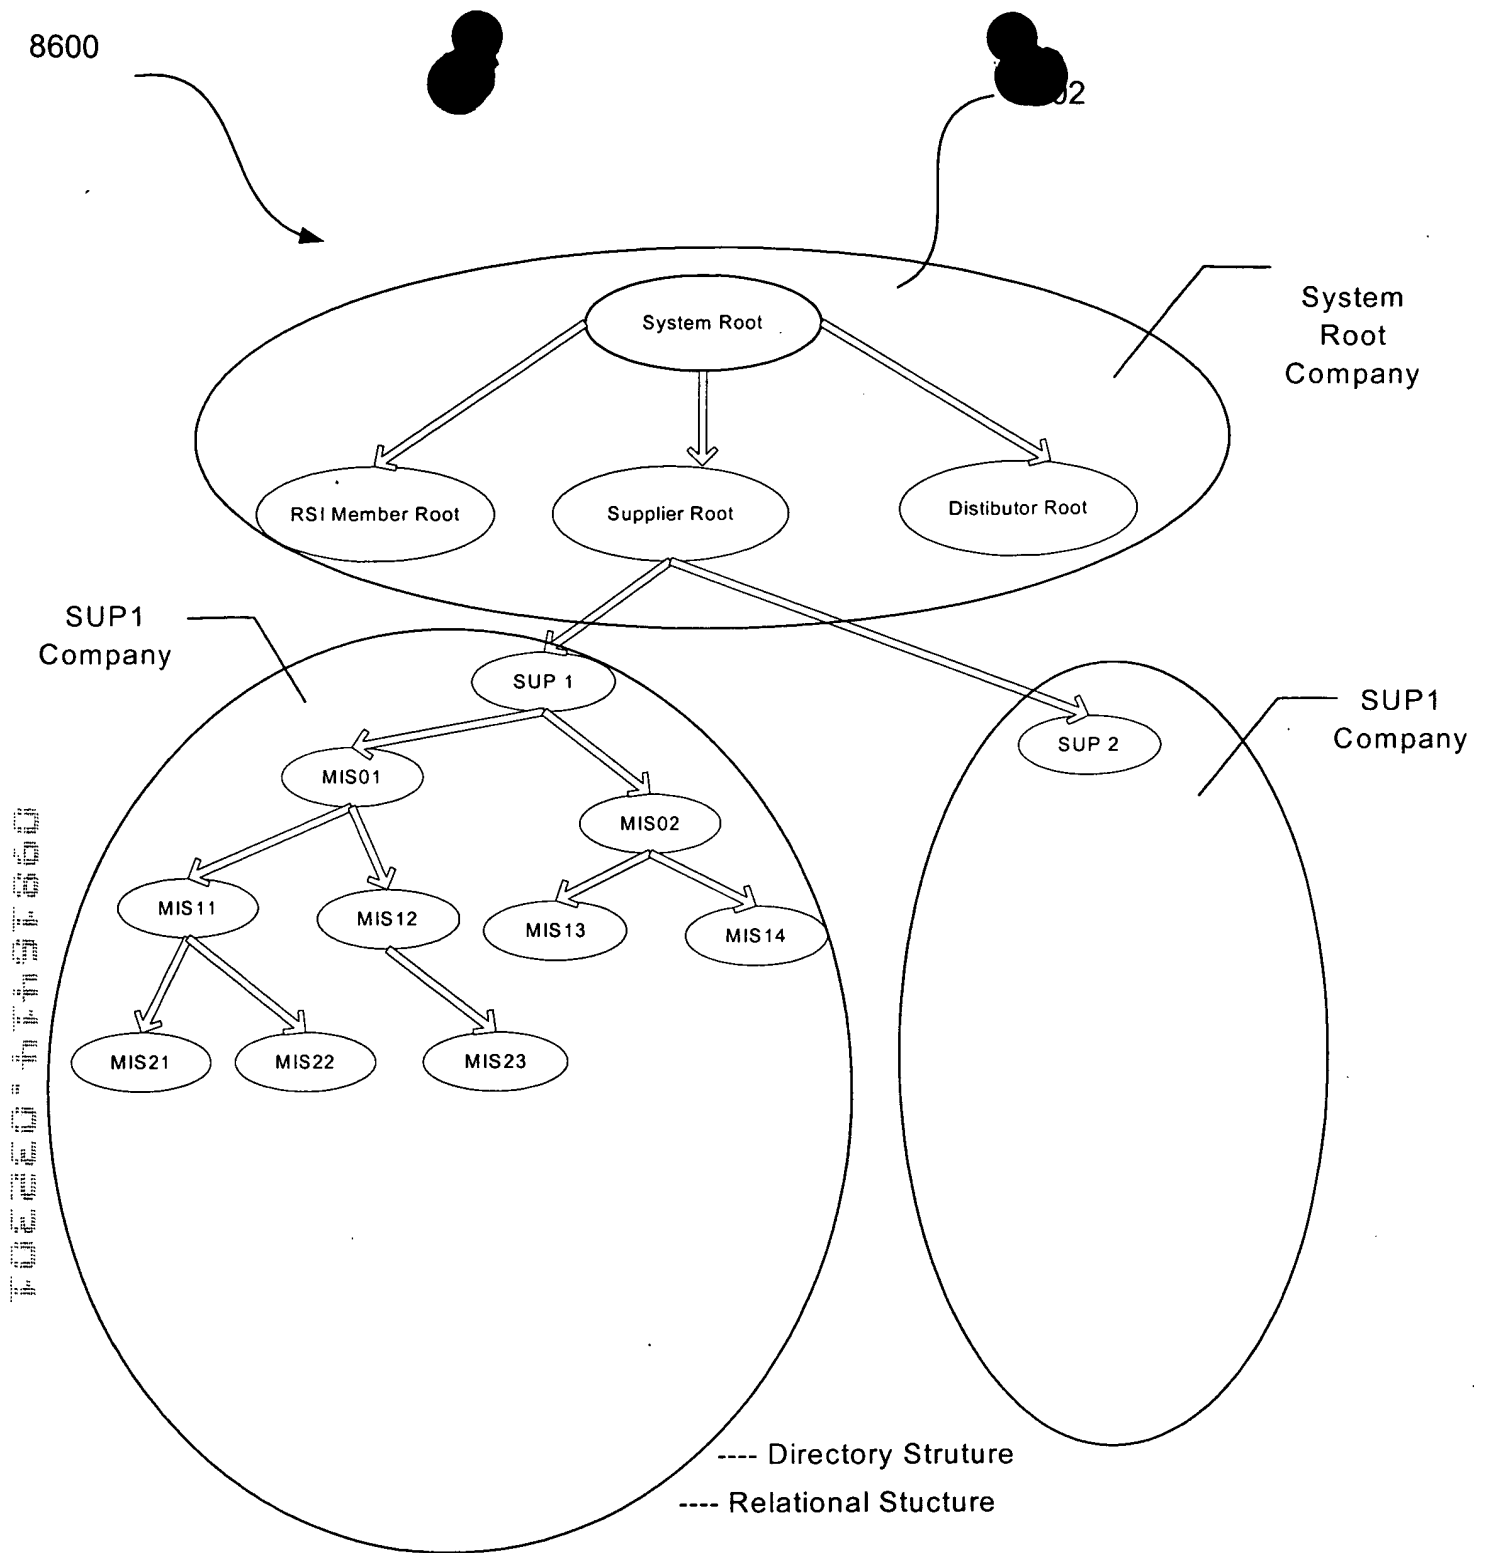 8600
System Root
System
Root
Company
RSI Member Root
Supplier Root
Distibutor Root
SUP1
Company
SUP 1
SUP1
Company
SUP 2
MIS01
MIS02
MIS11
MIS12
MIS13
MIS14
MIS21
MIS22
MIS23
---- Directory Struture
---- Relational Stucture